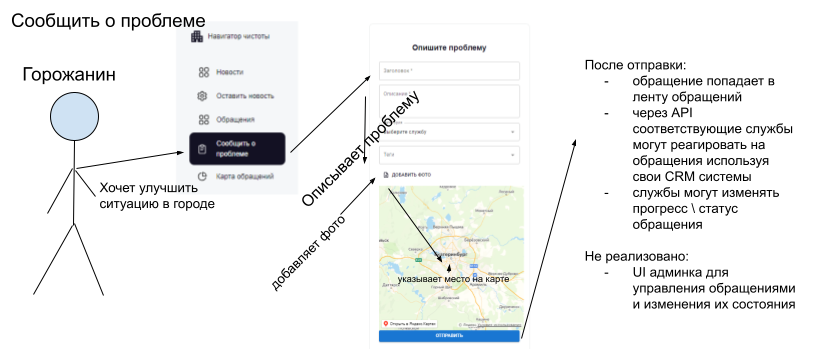 Сообщить о проблеме
Горожанин
Хочет улучшить
ситуацию в городе
Навигатор чистоты
Новости
Оставить новость
Обращения
Сообщить о
проблеме
Карта обращений
Опишите проблему
Заголовок *
Описание *
Выберите службу
Теги
ДОБАВИТЬ ФОТО
Описывает проблему
добавляет фото
Екатеринбург
указывает место на карте
Открыть в Яндекс Картах
ОТПРАВИТЬ
После отправки:
- обращение попадает в
ленту обращений
- через API
соответствующие службы
могут реагировать на
обращения используя
свои CRM системы
- службы могут изменять
прогресс \ статус
обращения
Не реализовано:
- UI админка для
управления обращениями
и изменения их состояния